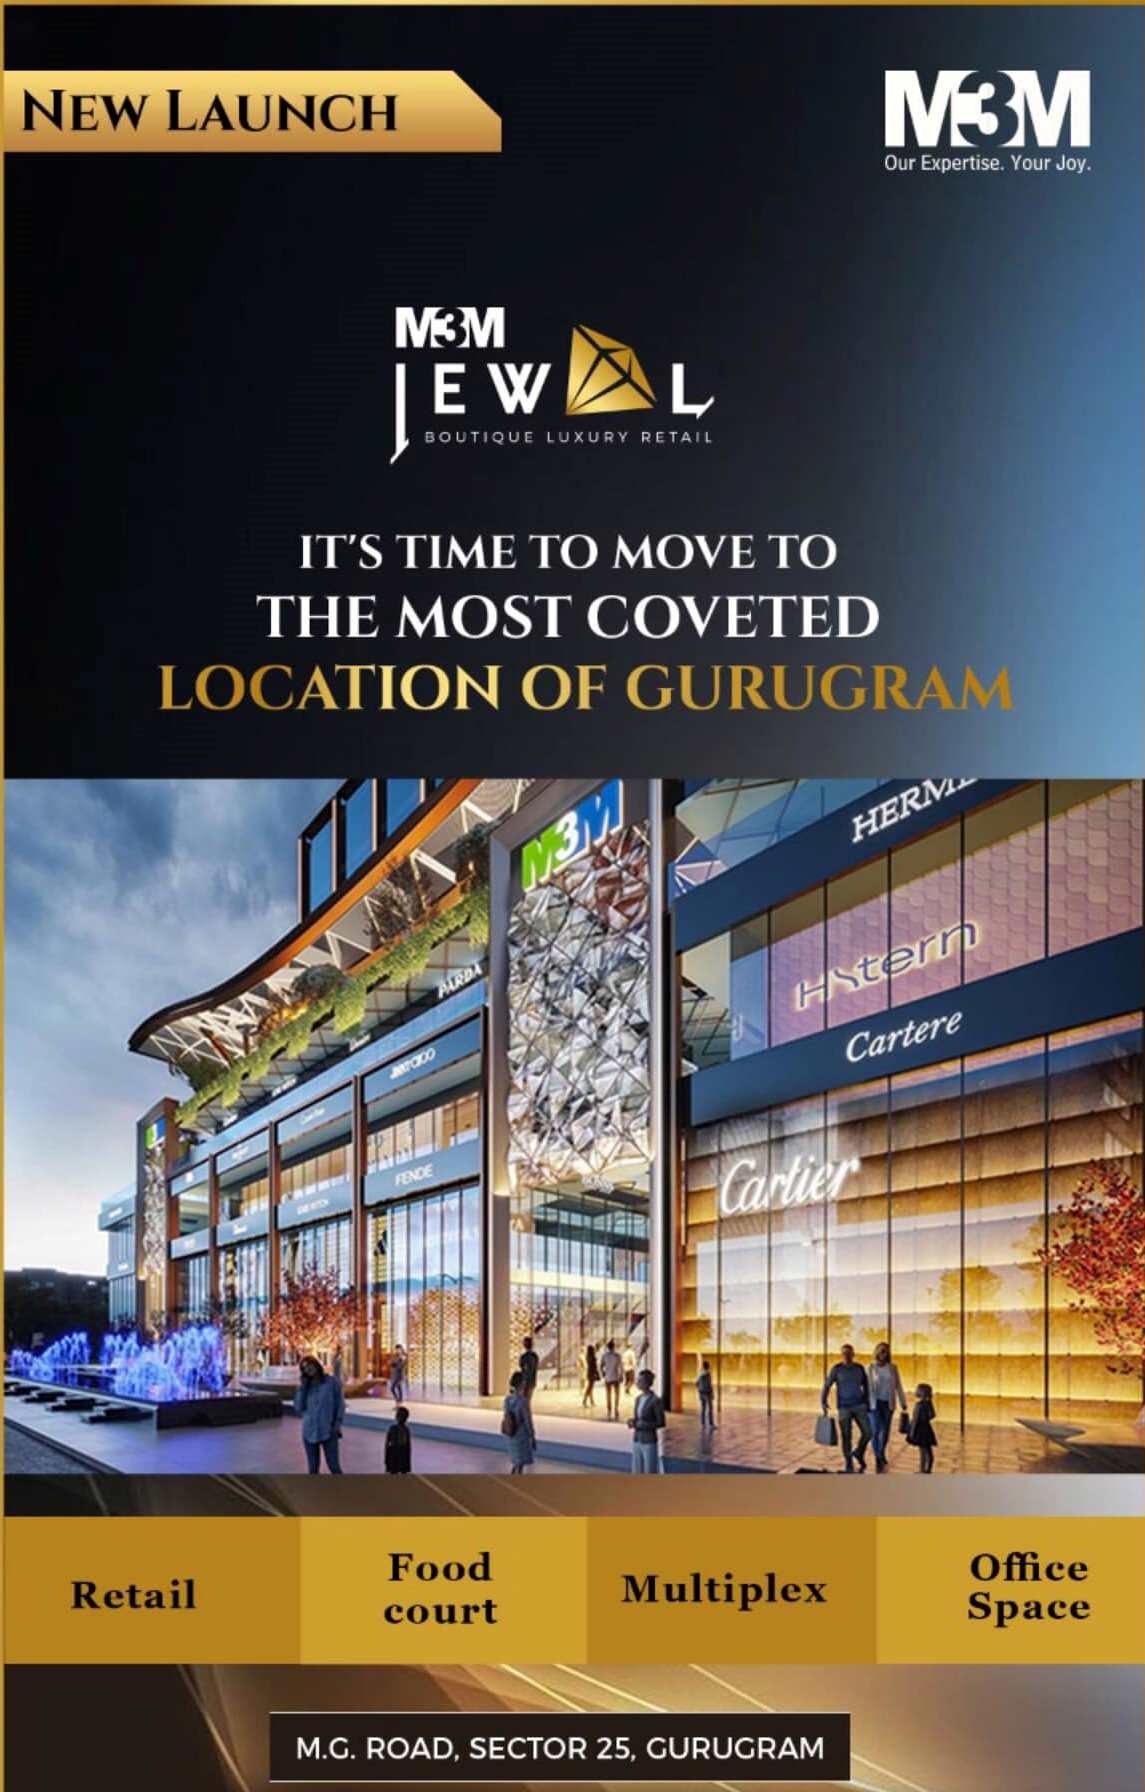 NEW LAUNCH
M3M
Our Expertise. Your Joy.
M3M
JEWEL
BOUTIQUE LUXURY RETAIL
IT'S TIME TO MOVE TO
THE MOST COVETED
LOCATION OF GURUGRAM
M3M
HERM
H\tern
Cartere
PARDA
Cartier
FENDE
Retail
Food
court
Multiplex
Office
Space
M.G. ROAD, SECTOR 25, GURUGRAM